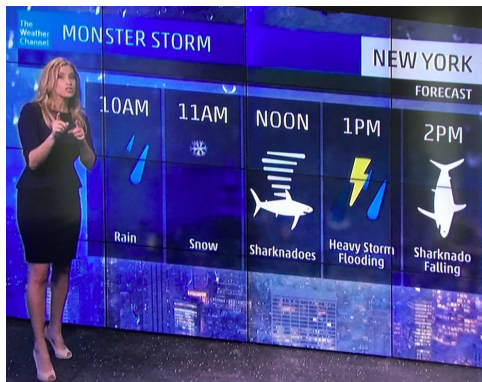 The
Weather
Channel
MONSTER STORM
NEW YORK
FORECAST
10AM
11AM
NOON
1PM
2PM
Rain
Snow
Sharknadoes
Heavy Storm
Flooding
Sharknado
Falling